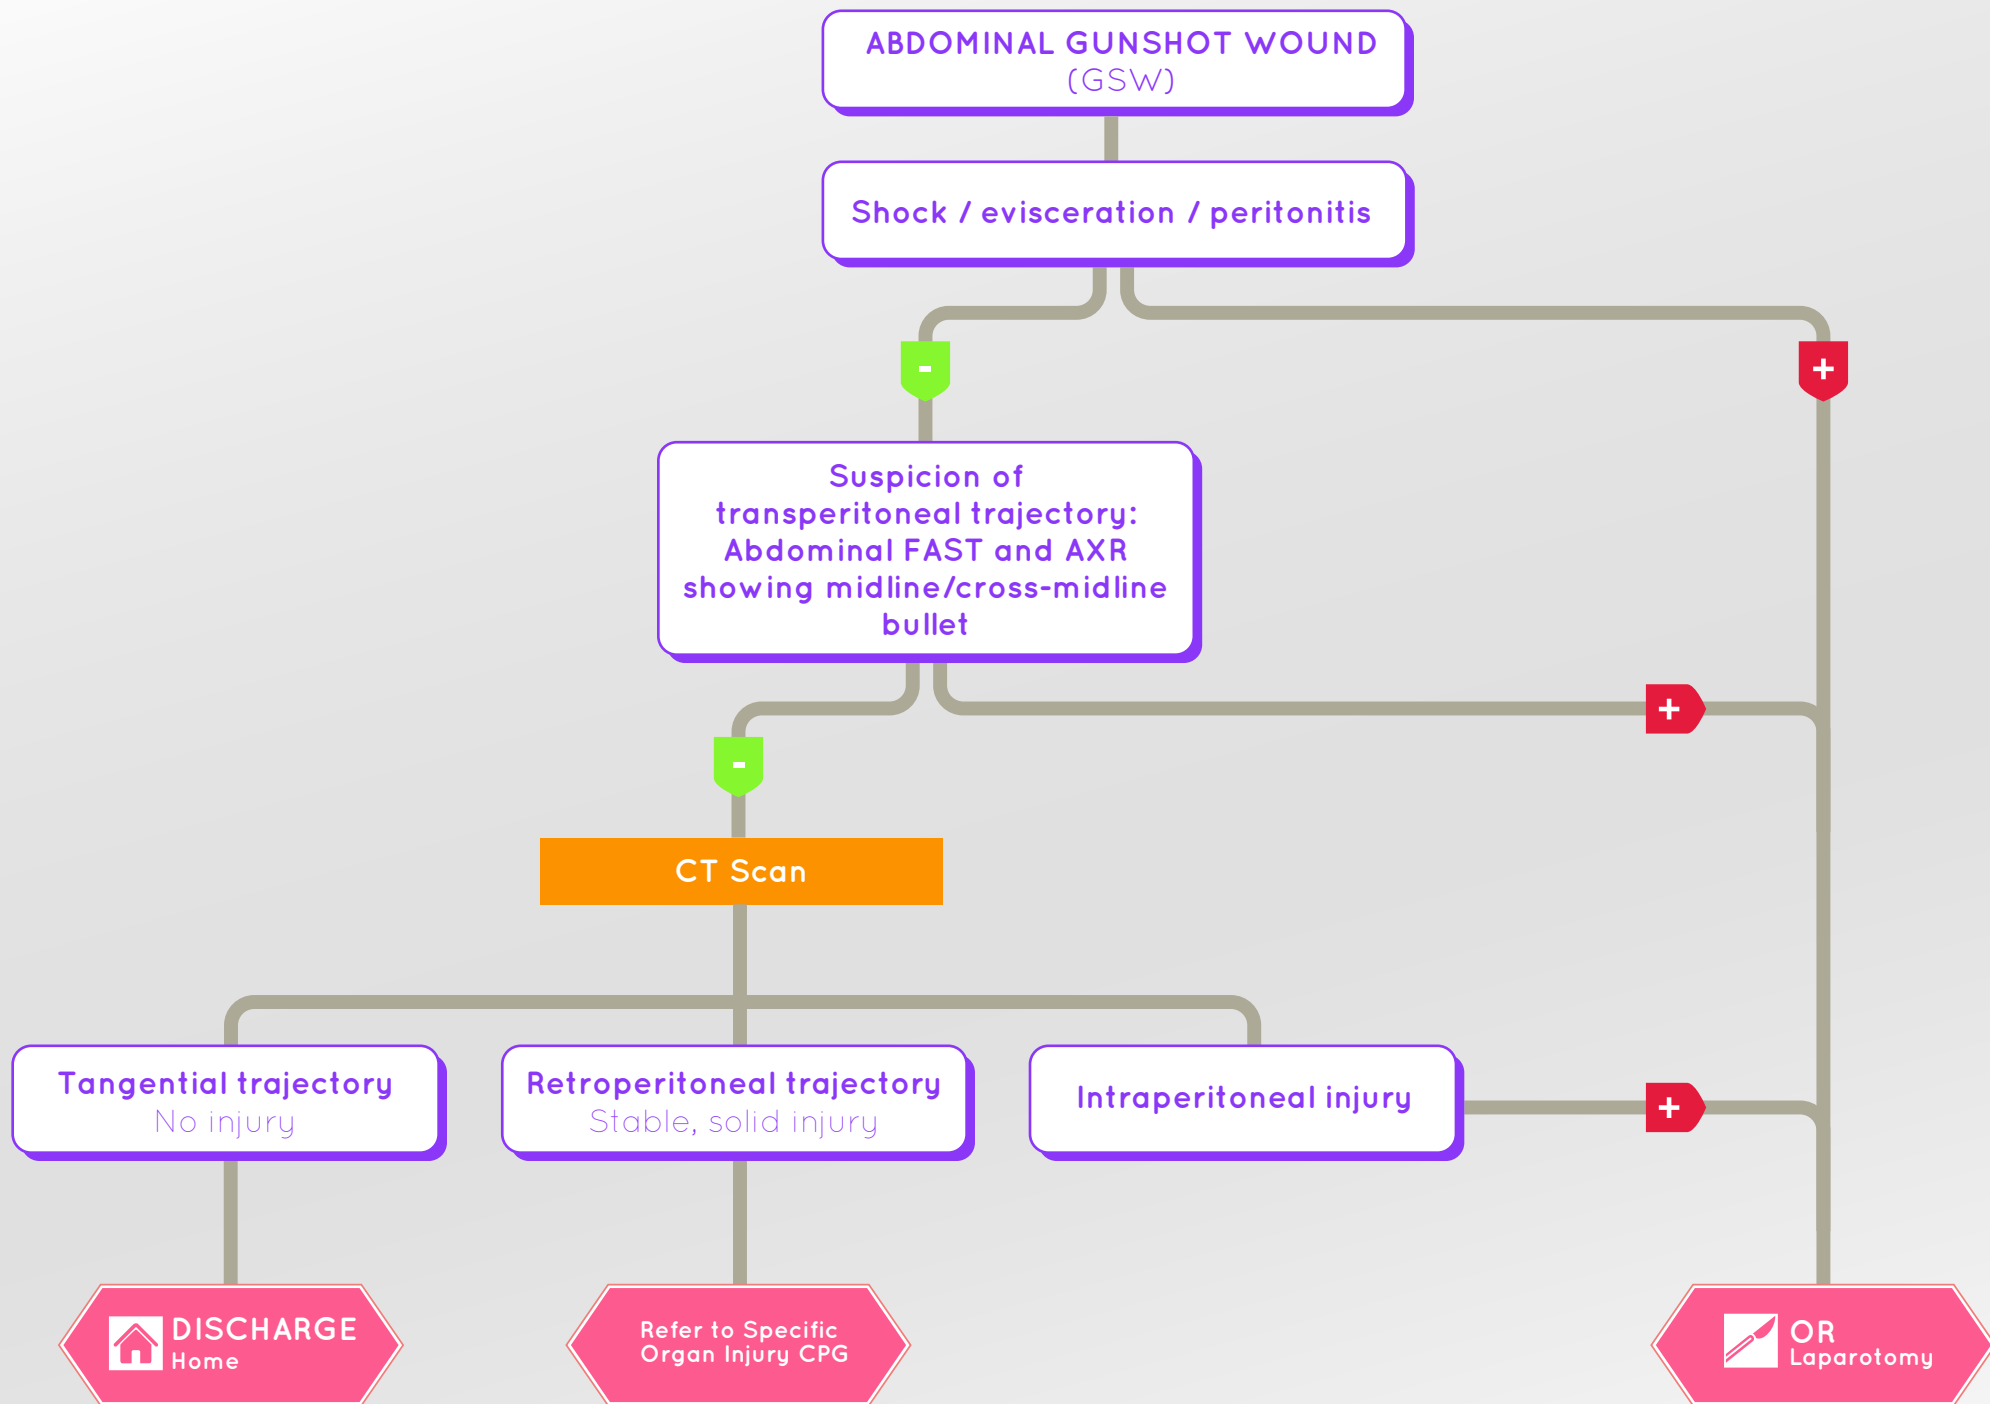 ABDOMINAL GUNSHOT WOUND
(GSW)
Shock / evisceration / peritonitis
-
+
Suspicion of
transperitoneal trajectory:
Abdominal FAST and AXR
showing midline/cross-midline
bullet
+
-
CT Scan
Tangential trajectory
No injury
Retroperitoneal trajectory
Stable, solid injury
Intraperitoneal injury
+
DISCHARGE
Home
Refer to Specific
Organ Injury CPG
OR
Laparotomy